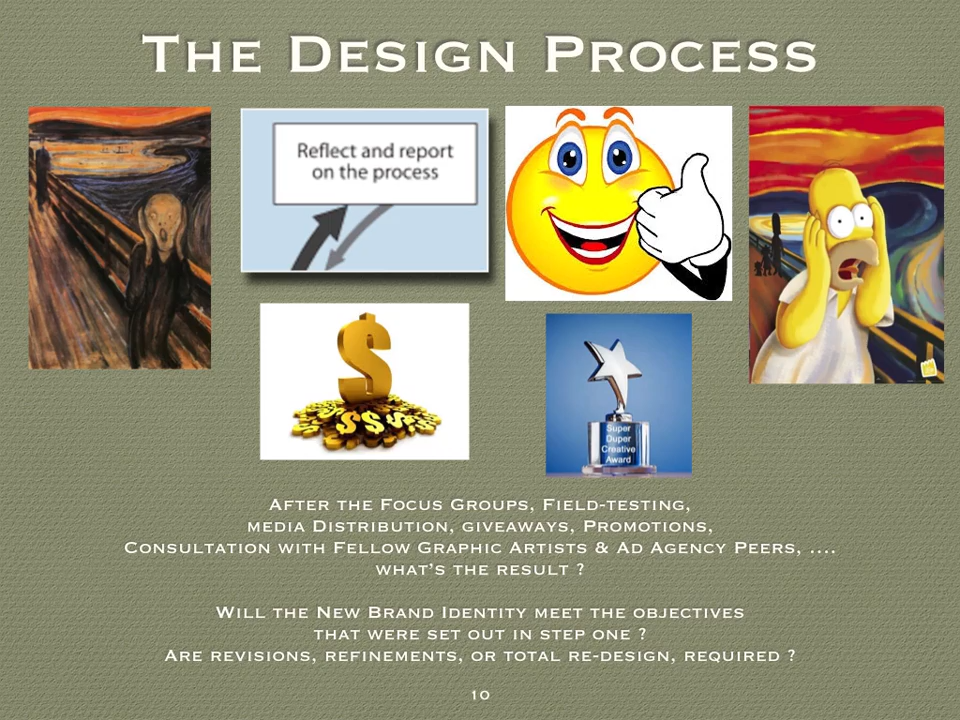 The Design Process
Reflect and report
on the process
Super
Duper
Creative
Award
After the Focus Groups, Field-testing,
media Distribution, giveaways, Promotions,
Consultation with Fellow Graphic Artists & Ad Agency Peers, ....
what's the result ?
Will the New Brand Identity meet the objectives
that were set out in step one ?
Are revisions, refinements, or total re-design, required ?
10